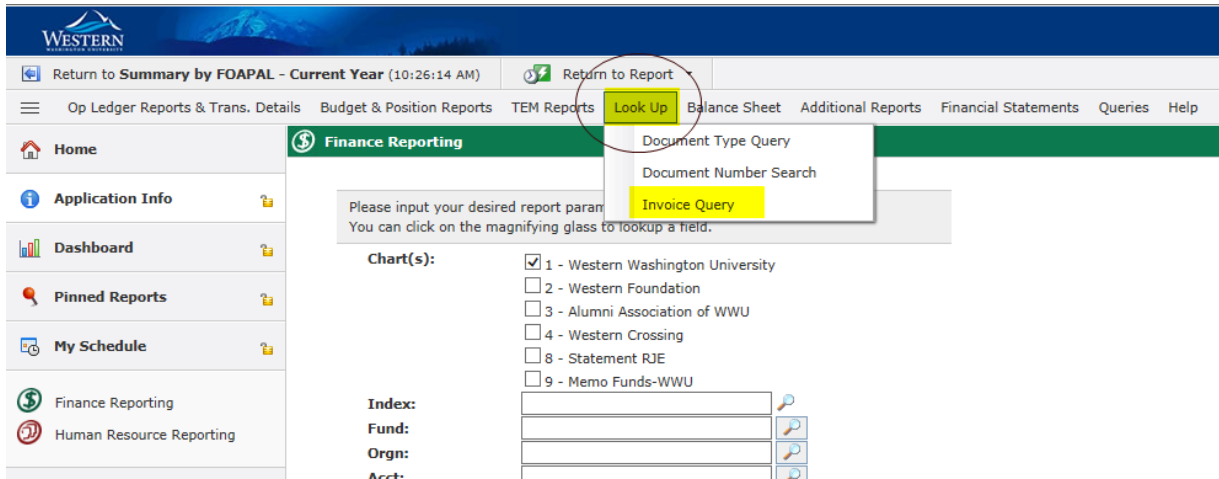 WESTERN
WASHINGTON UNIVERSITY
Return to Summary by FOAPAL - Current Year (10:26:14 AM) Return to Report
Op Ledger Reports & Trans. Details Budget & Position Reports TEM Reports Look Up Balance Sheet Additional Reports Financial Statements Queries Help
Home
Finance Reporting
Document Type Query
Document Number Search
Invoice Query
Application Info
Please input your desired report param
You can click on the magnifying glass to lookup a field.
Dashboard
Chart(s):
1 - Western Washington University
2 - Western Foundation
3 - Alumni Association of WWU
4 - Western Crossing
8 - Statement RJE
9 - Memo Funds-WWU
Pinned Reports
My Schedule
Finance Reporting
Human Resource Reporting
Index:
Fund:
Orgn:
Acct: